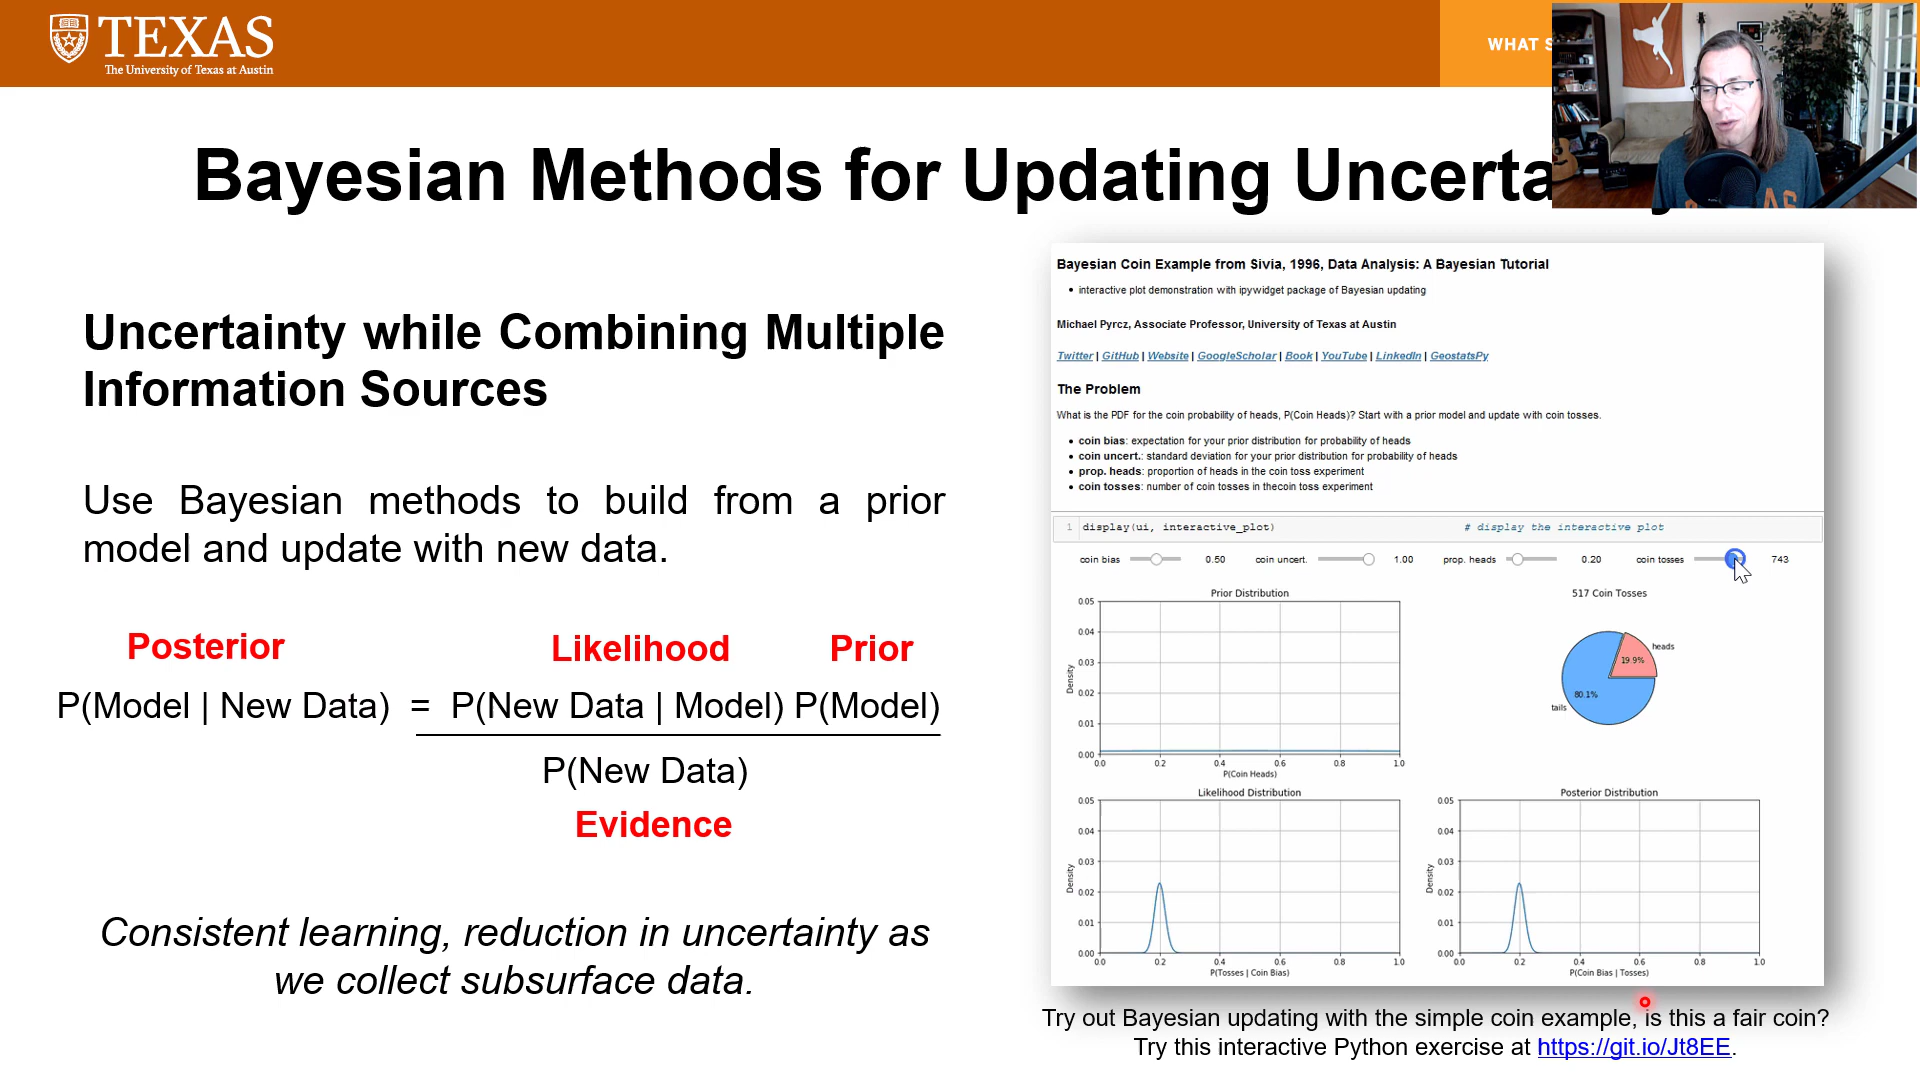 TEXAS
The University of Texas at Austin
WHAT S
Bayesian Methods for Updating Uncerta
Uncertainty while Combining Multiple
Information Sources
Use Bayesian methods to build from a prior
model and update with new data.
Posterior Likelihood Prior
P(Model | New Data) = P(New Data | Model) P(Model)
P(New Data)
Evidence
Consistent learning, reduction in uncertainty as
we collect subsurface data.
Bayesian Coin Example from Sivia, 1996, Data Analysis: A Bayesian Tutorial
• interactive plot demonstration with ipywidget package of Bayesian updating
Michael Pyrcz, Associate Professor, University of Texas at Austin
Twitter | GitHub | Website | GoogleScholar | Book | YouTube | LinkedIn | GeostatsPy
The Problem
What is the PDF for the coin probability of heads, P(Coin Heads)? Start with a prior model and update with coin tosses.
• coin bias: expectation for your prior distribution for probability of heads
• coin uncert.: standard deviation for your prior distribution for probability of heads
• prop. heads: proportion of heads in the coin toss experiment
• coin tosses: number of coin tosses in thecoin toss experiment
1 display(ui, interactive_plot) # display the interactive plot
coin bias 0.50 coin uncert. 1.00 prop. heads 0.20 coin tosses 743
Prior Distribution
0.05
0.04
0.03
0.02
0.01
0.00
Density
0.0 0.2 0.4 0.6 0.8 1.0
P(Coin Heads)
517 Coin Tosses
heads
19.9%
80.1%
tails
Likelihood Distribution
0.05
0.04
0.03
0.02
0.01
0.00
Density
0.0 0.2 0.4 0.6 0.8 1.0
P(Tosses | Coin Bias)
Posterior Distribution
0.05
0.04
0.03
0.02
0.01
0.00
Density
0.0 0.2 0.4 0.6 0.8 1.0
P(Coin Bias | Tosses)
Try out Bayesian updating with the simple coin example, is this a fair coin?
Try this interactive Python exercise at https://git.io/Jt8EE.